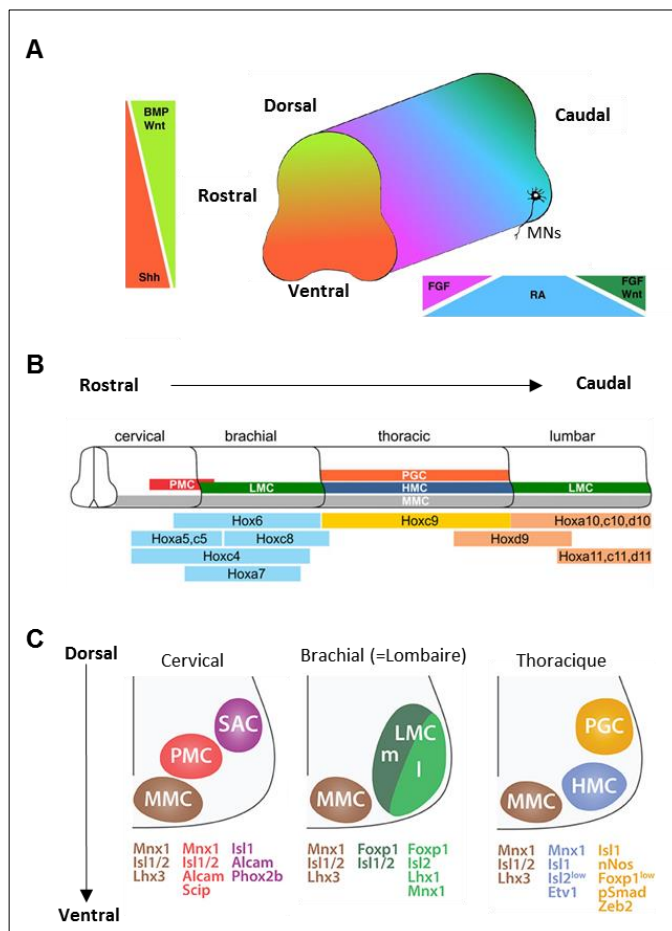 A
BMP
Wnt
Shh
Dorsal
Caudal
Rostral
MNs
Ventral
FGF
RA
FGF
Wnt
B
Rostral
Caudal
cervical brachial thoracic lumbar
PGC
PMC LMC HMC LMC
MMC
Hox6 Hoxc9 Hoxa10,c10,d10
Hoxa5,c5 Hoxc8 Hoxd9
Hoxc4 Hoxa11,c11,d11
Hoxa7
C
Dorsal
Ventral
Cervical
SAC
PMC
MMC
Mnx1 Mnx1 Isl1
Isl1/2 Isl1/2 Alcam
Lhx3 Alcam Phox2b
Scip
Brachial (=Lombaire)
LMC
m
l
MMC
Mnx1 Foxp1 Foxp1
Isl1/2 Isl1/2 Isl2
Lhx3 Lhx1
Mnx1
Thoracique
PGC
HMC
MMC
Mnx1 Mnx1 Isl1
Isl1/2 Isl1 nNos
Lhx3 Isl2low Foxp1low
Etv1 pSmad
Zeb2